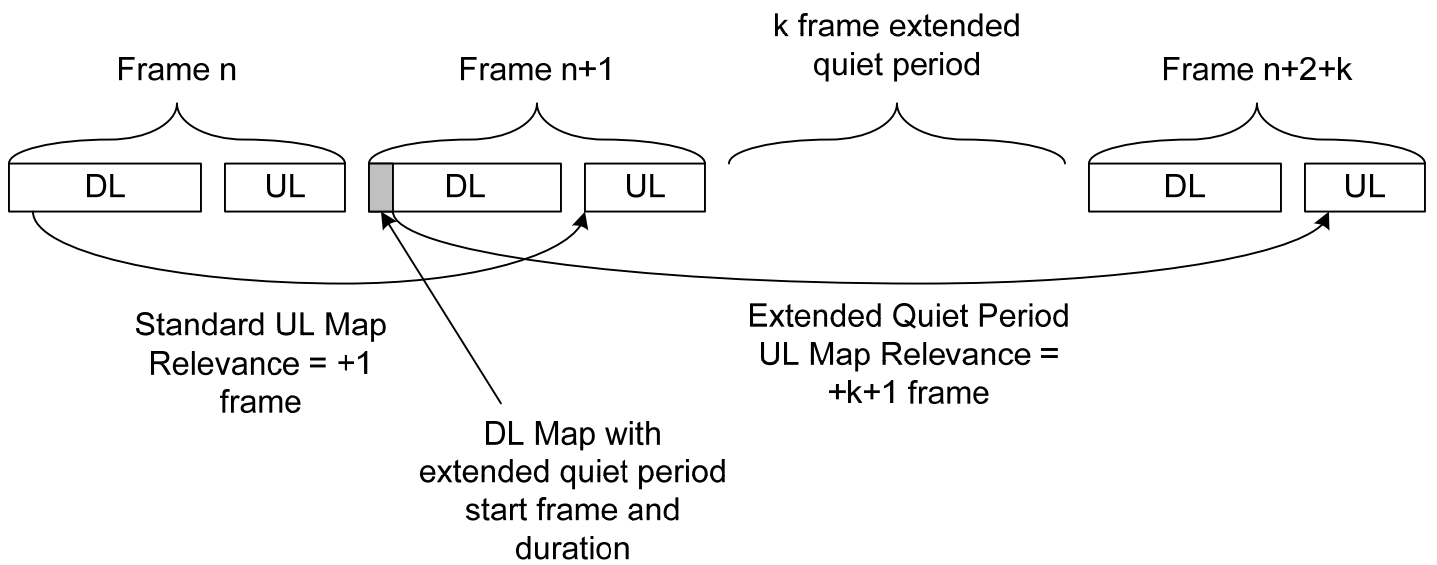 Frame n
Frame n+1
k frame extended
quiet period
Frame n+2+k
DL
UL
DL
UL
DL
UL
Standard UL Map
Relevance = +1
frame
Extended Quiet Period
UL Map Relevance =
+k+1 frame
DL Map with
extended quiet period
start frame and
duration